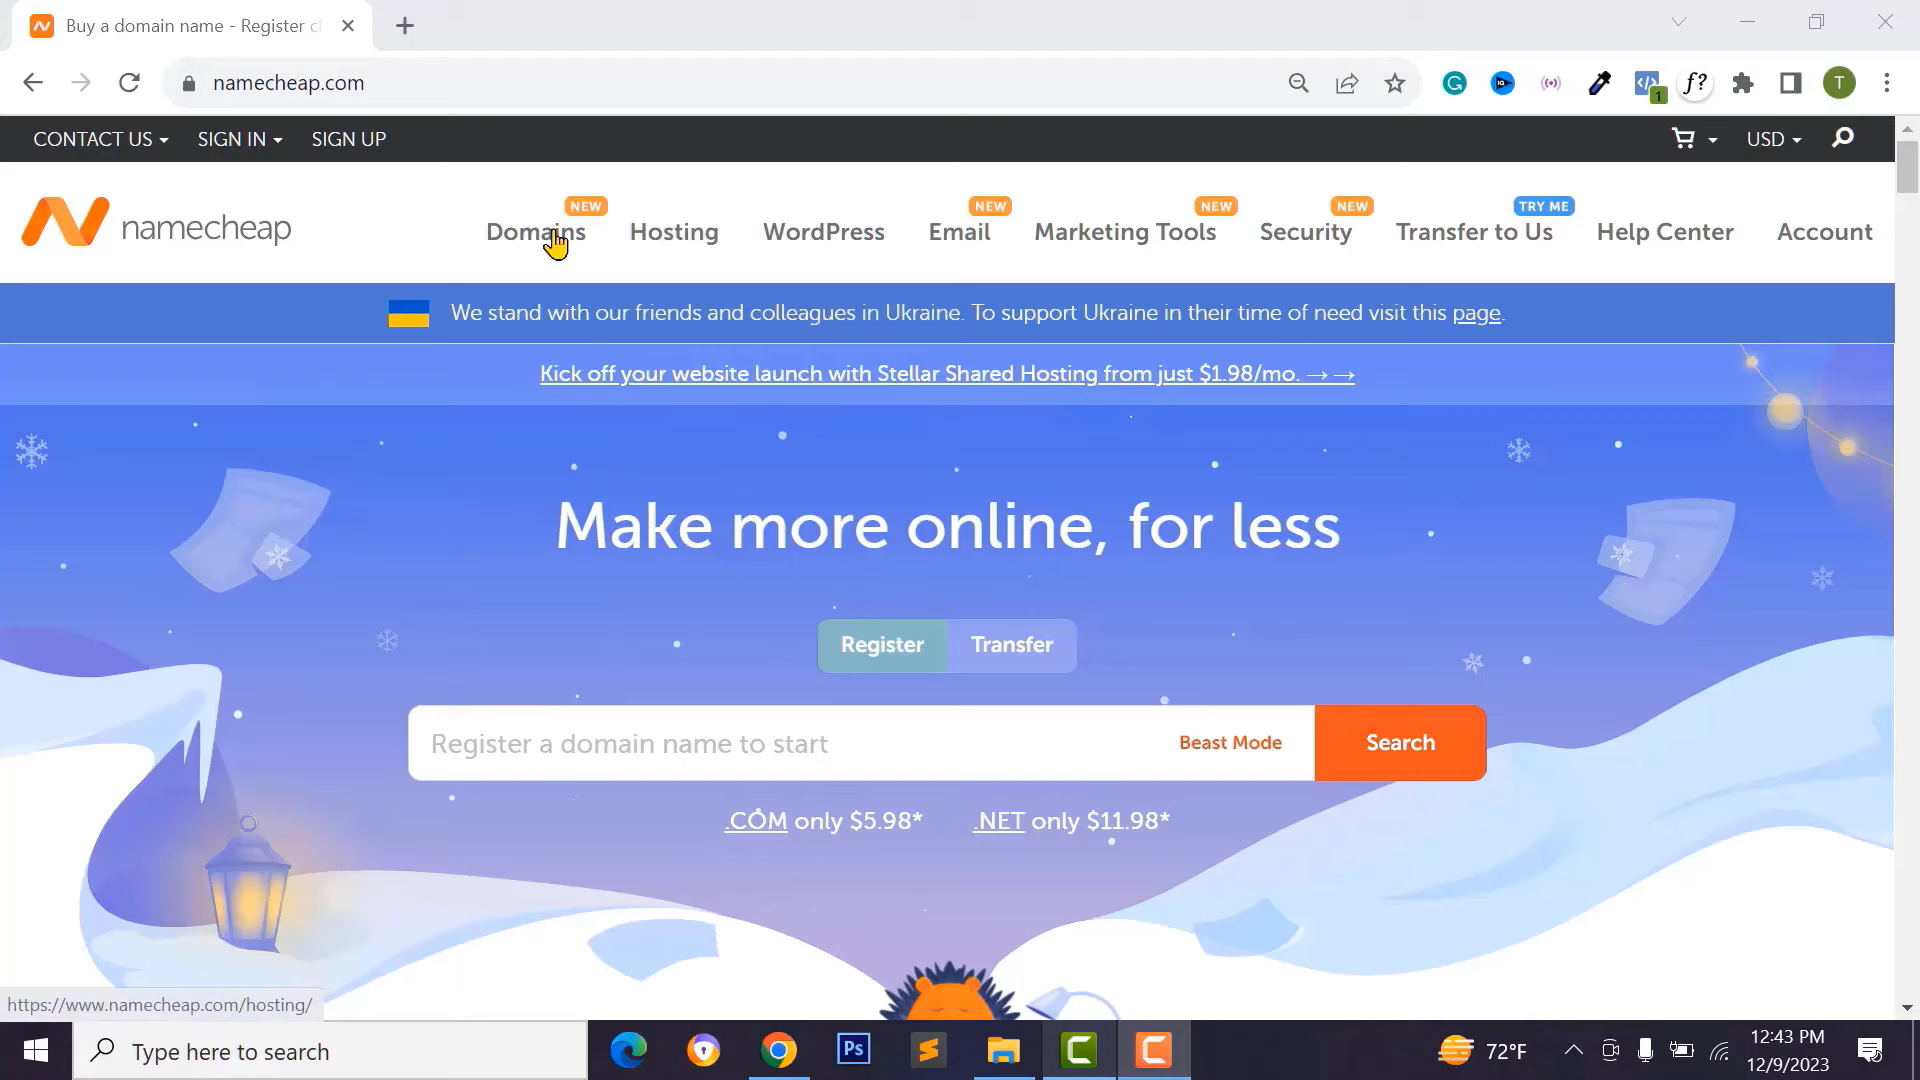 Buy a domain name - Register c
namecheap.com
1
f?
T
CONTACT US
SIGN IN
SIGN UP
USD
namecheap
Domains
NEW
Hosting
WordPress
Email
NEW
Marketing Tools
NEW
Security
NEW
Transfer to Us
TRY ME
Help Center
Account
We stand with our friends and colleagues in Ukraine. To support Ukraine in their time of need visit this page.
Kick off your website launch with Stellar Shared Hosting from just $1.98/mo. →→
Make more online, for less
Register
Transfer
Register a domain name to start
Beast Mode
Search
.COM only $5.98*
.NET only $11.98*
https://www.namecheap.com/hosting/
Type here to search
Ps
72°F
12:43 PM
12/9/2023